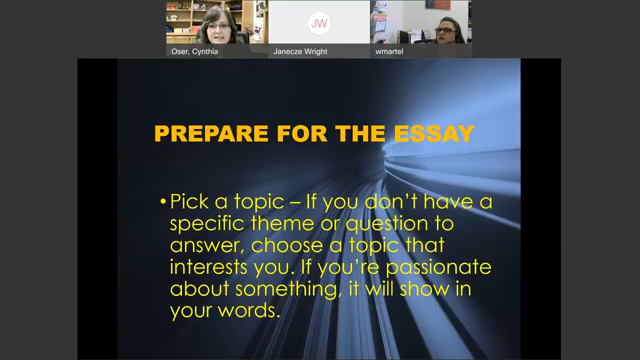 JW
Oser, Cynthia
Janecze Wright
wmartel
PREPARE FOR THE ESSAY
• Pick a topic – If you don't have a
specific theme or question to
answer, choose a topic that
interests you. If you're passionate
about something, it will show in
your words.